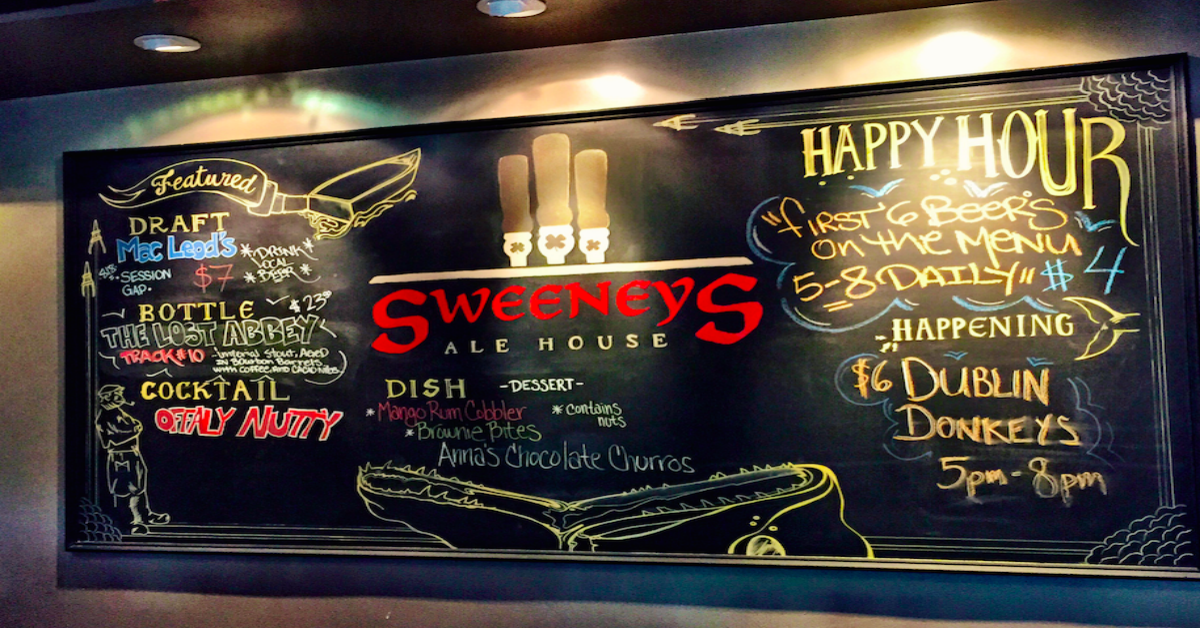 Featured
DRAFT
Mac Leod's
*DRINK
LOCAL
*BEER*
SESSION
GAP
$7
BOTTLE
$23
THE LOST ABBEY
TRACK #10
-Imperial Stout, Aged
in Bourbon Barrels
with coffee and cacao nibs.
COCKTAIL
OFFALY NUTTY
SWEENEYS
ALE HOUSE
DISH -DESSERT-
*Mango Rum Cobbler
*contains
nuts
*Brownie Bites
Anna's Chocolate Churros
HAPPY HOUR
"First 6 Beers
on the Menu
5-8 DAILY" $4
HAPPENING
$6 DUBLIN
DONKEYS
5pm-8pm